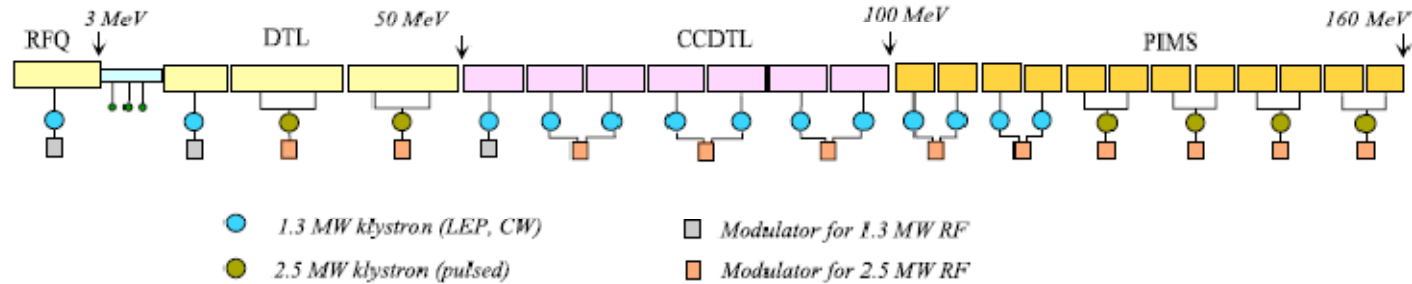 3 MeV 50 MeV 100 MeV 160 MeV
RFQ DTL CCDTL PIMS
1.3 MW klystron (LEP, CW) Modulator for 1.3 MW RF
2.5 MW klystron (pulsed) Modulator for 2.5 MW RF